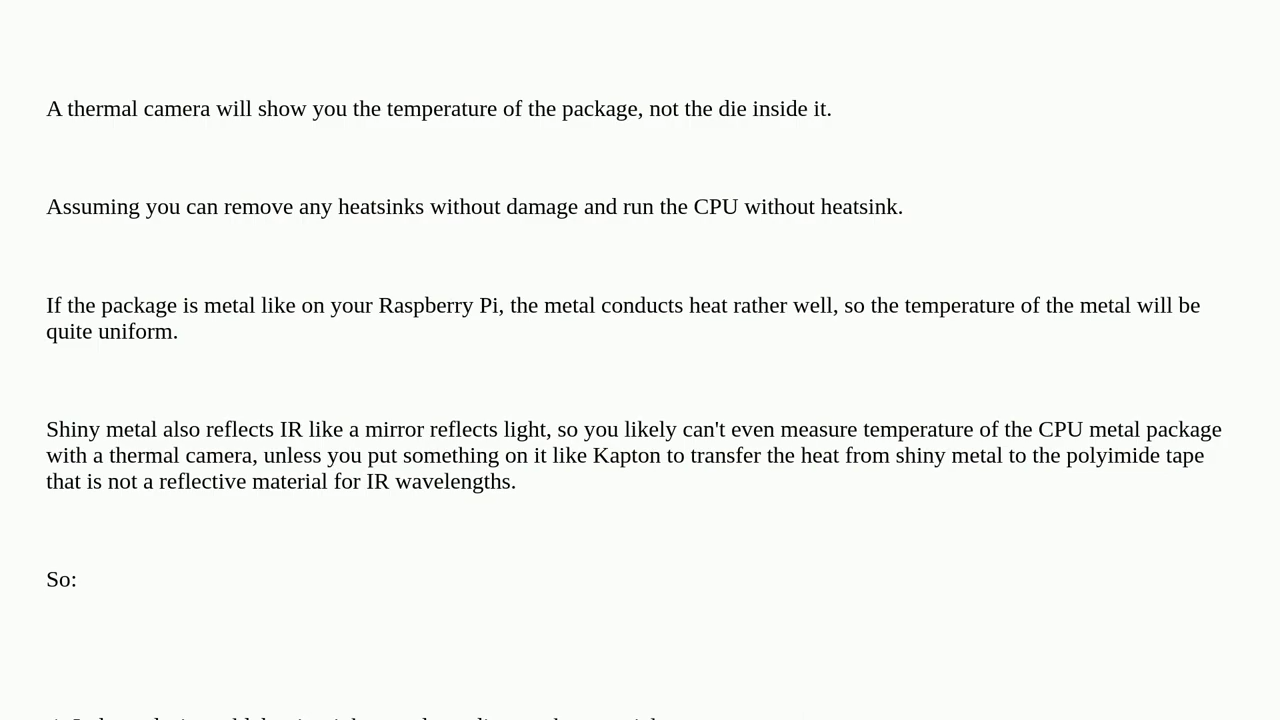 A thermal camera will show you the temperature of the package, not the die inside it.
Assuming you can remove any heatsinks without damage and run the CPU without heatsink.
If the package is metal like on your Raspberry Pi, the metal conducts heat rather well, so the temperature of the metal will be
quite uniform.
Shiny metal also reflects IR like a mirror reflects light, so you likely can't even measure temperature of the CPU metal package
with a thermal camera, unless you put something on it like Kapton to transfer the heat from shiny metal to the polyimide tape
that is not a reflective material for IR wavelengths.
So: